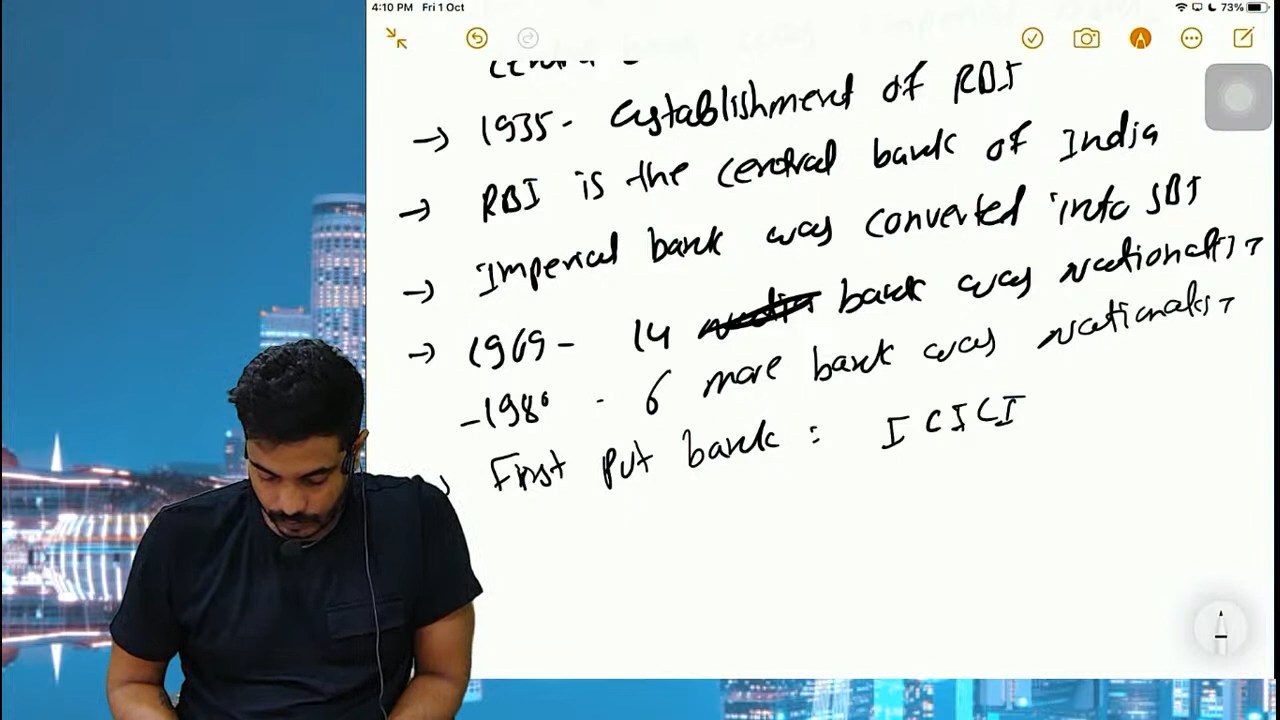 4:10 PM Fri 1 Oct
73%
→ 1935 - Establishment of RBI
→ RBI is the central bank of India
→ Imperial bank was converted into SBI
→ 1969 - 14 bank was nationalis
- 1980 - 6 more bank was nationalis
First pvt bank : ICICI